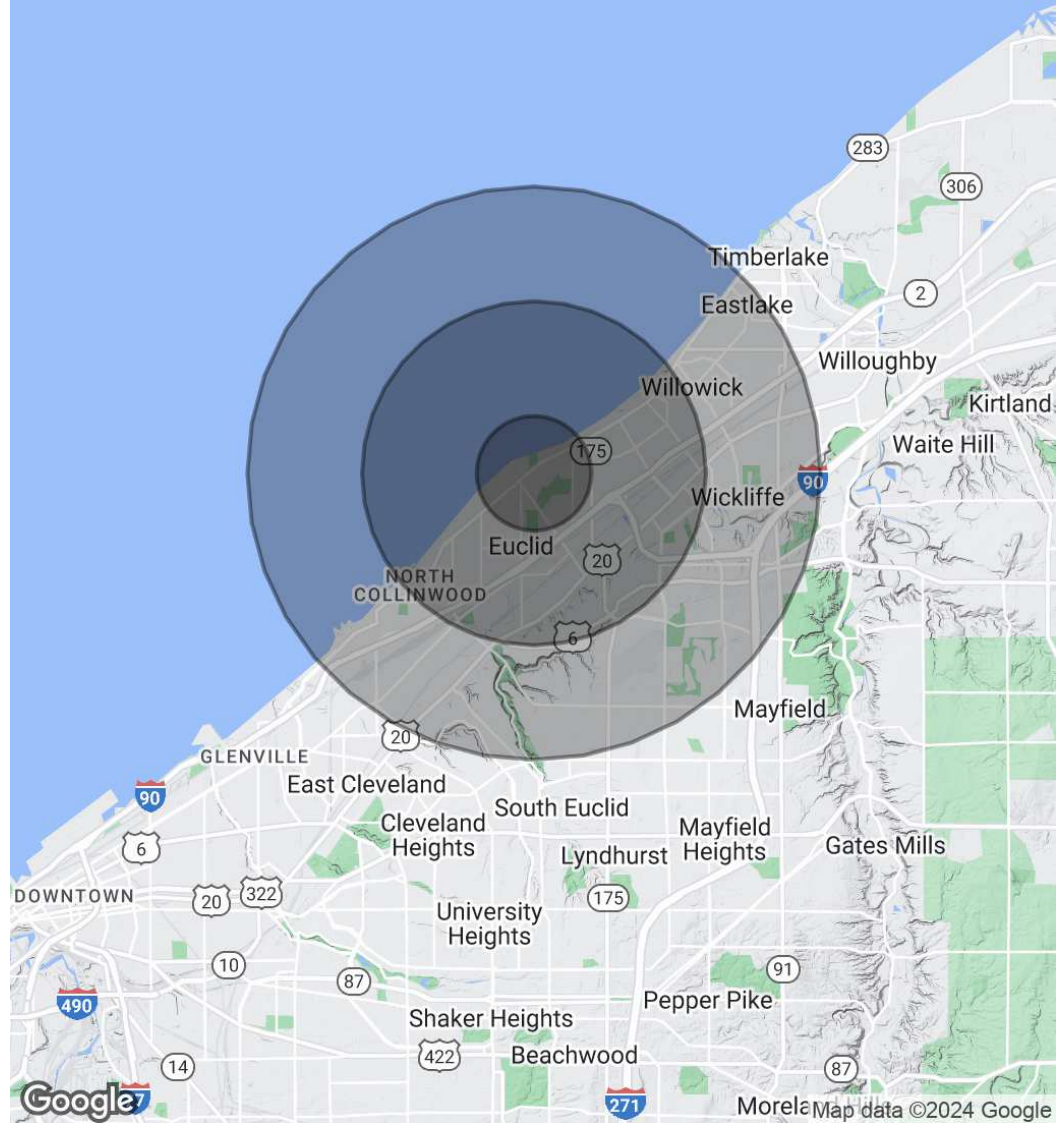 283
306
Timberlake
2
Eastlake
Willoughby
Willowick
Kirtland
175
Waite Hill
90
Wickliffe
Euclid
20
NORTH
COLLINWOOD
6
Mayfield
20
GLENVILLE
East Cleveland
90
South Euclid
Cleveland
Heights
Mayfield
Heights
6
Gates Mills
Lyndhurst
DOWNTOWN
20
322
175
University
Heights
10
91
87
490
Pepper Pike
Shaker Heights
422
Beachwood
14
87
Google
271
Map data ©2024 Google